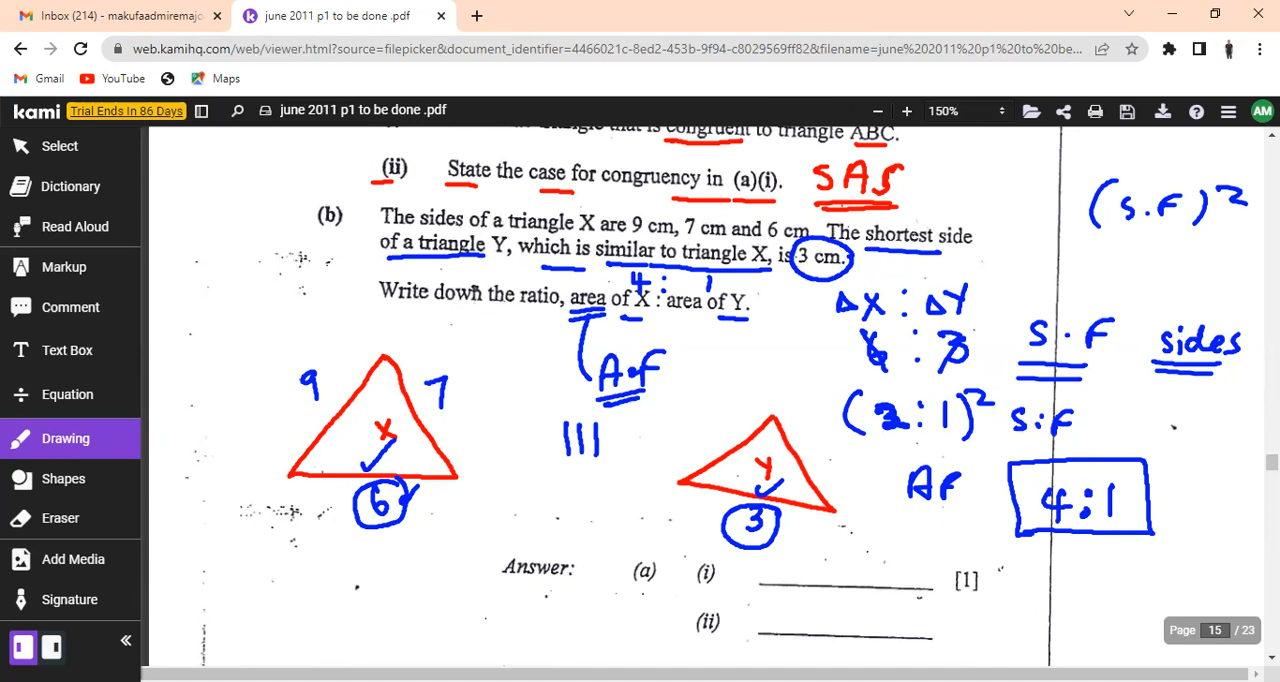 Inbox (214) - makufaadmiremajo
june 2011 p1 to be done .pdf
web.kamihq.com/web/viewer.html?source=filepicker&document_identifier=4466021c-8ed2-453b-9f94-c8029569ff82&filename=june%202011%20p1%20to%20be...
Gmail
YouTube
Maps
kami
Trial Ends In 86 Days
june 2011 p1 to be done .pdf
150%
AM
Select
Dictionary
Read Aloud
Markup
Comment
Text Box
Equation
Drawing
Shapes
Eraser
Add Media
Signature
triangle that is congruent to triangle ABC.
(ii) State the case for congruency in (a)(i). SAS
(S.F)²
(b) The sides of a triangle X are 9 cm, 7 cm and 6 cm. The shortest side
of a triangle Y, which is similar to triangle X, is 3 cm.
4 : 1
Write down the ratio, area of X : area of Y.
ΔX : ΔY
6 : 3
S.F sides
A.F
9 7
X
(2 : 1)² S.F
Y
AF 4:1
6
3
Answer: (a) (i) [1]
(ii)
Page 15 / 23